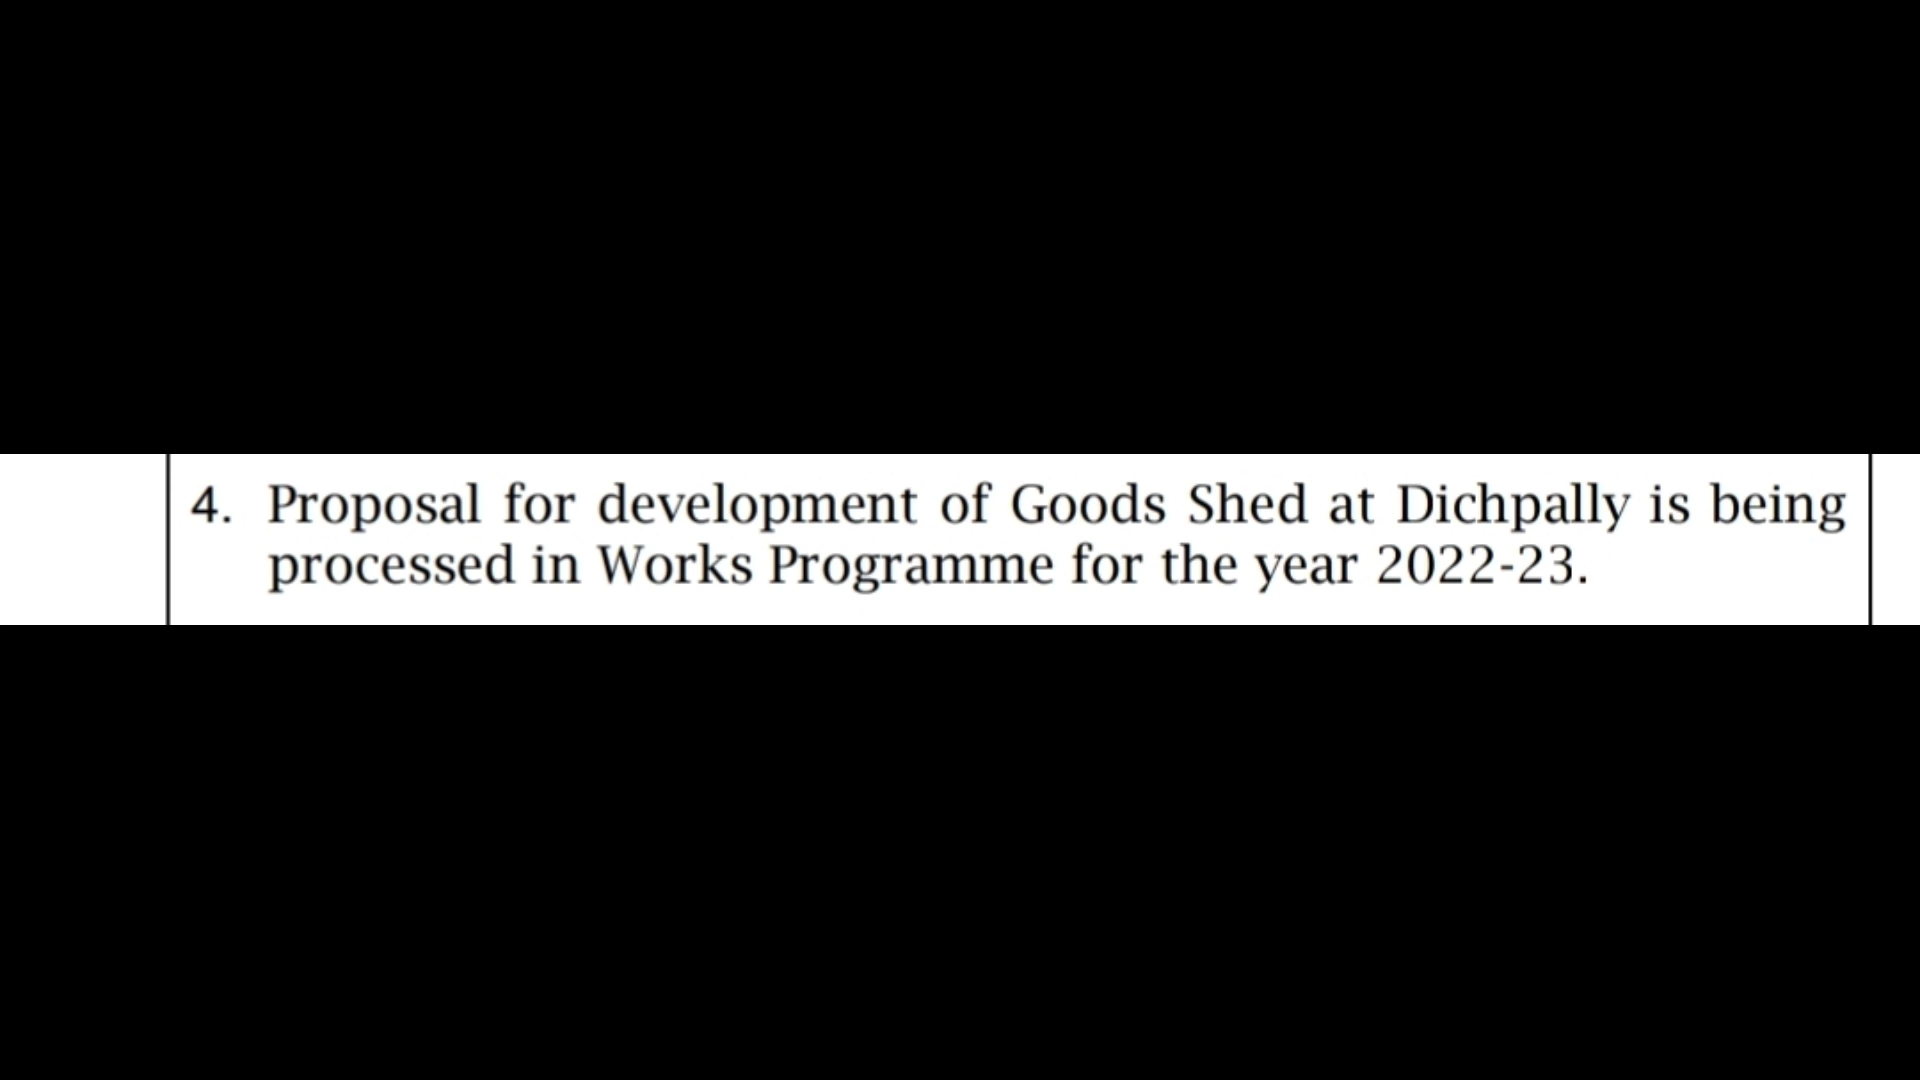 4. Proposal for development of Goods Shed at Dichpally is being
processed in Works Programme for the year 2022-23.